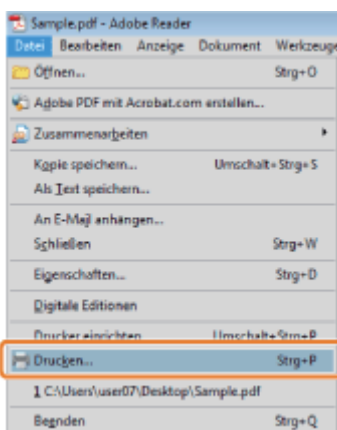 Sample.pdf - Adobe Reader
Datei Bearbeiten Anzeige Dokument Werkzeuge
Öffnen... Strg+O
Adobe PDF mit Acrobat.com erstellen...
Zusammenarbeiten
Kopie speichern... Umschalt+Strg+S
Als Text speichern...
An E-Mail anhängen...
Schließen Strg+W
Eigenschaften... Strg+D
Digitale Editionen
Drucker einrichten Umschalt+Strg+P
Drucken... Strg+P
1 C:\Users\user07\Desktop\Sample.pdf
Beenden Strg+Q